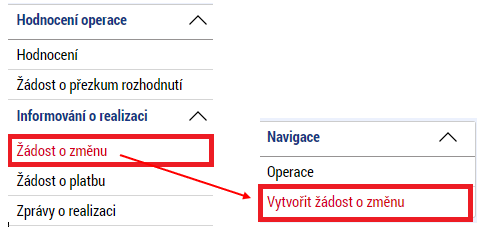 Hodnocení operace
Hodnocení
Žádost o přezkum rozhodnutí
Informování o realizaci
Žádost o změnu
Žádost o platbu
Zprávy o realizaci
Navigace
Operace
Vytvořit žádost o změnu